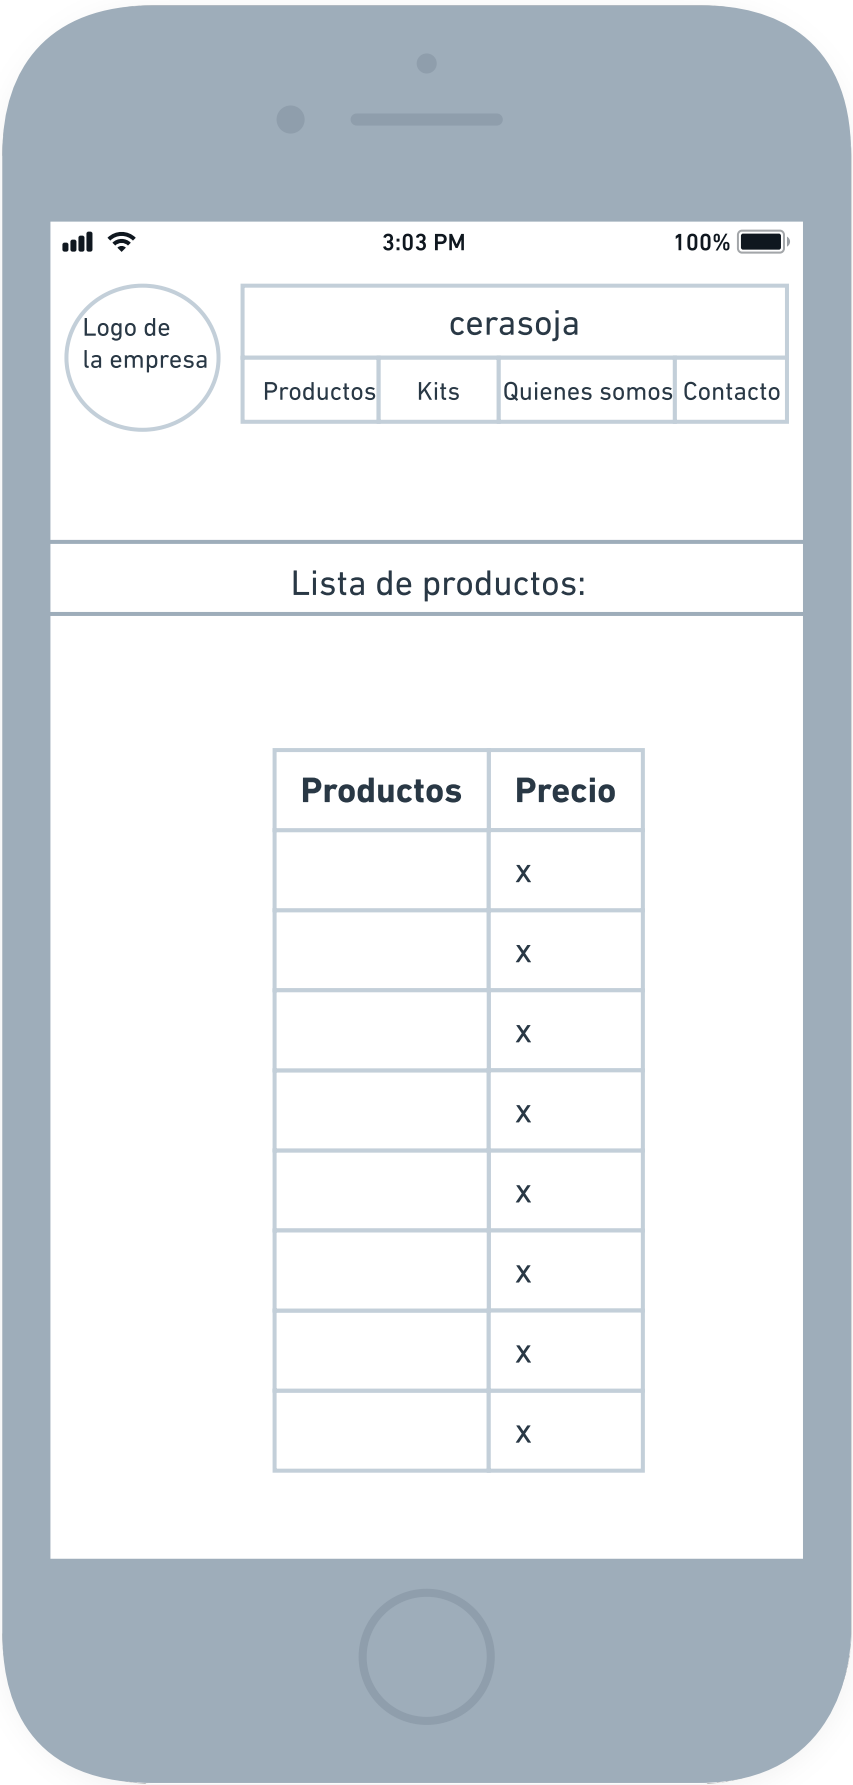 3:03 PM
100%
Logo de
la empresa
cerasoja
Productos
Kits
Quienes somos
Contacto
Lista de productos:
Productos Precio
x
x
x
x
x
x
x
x